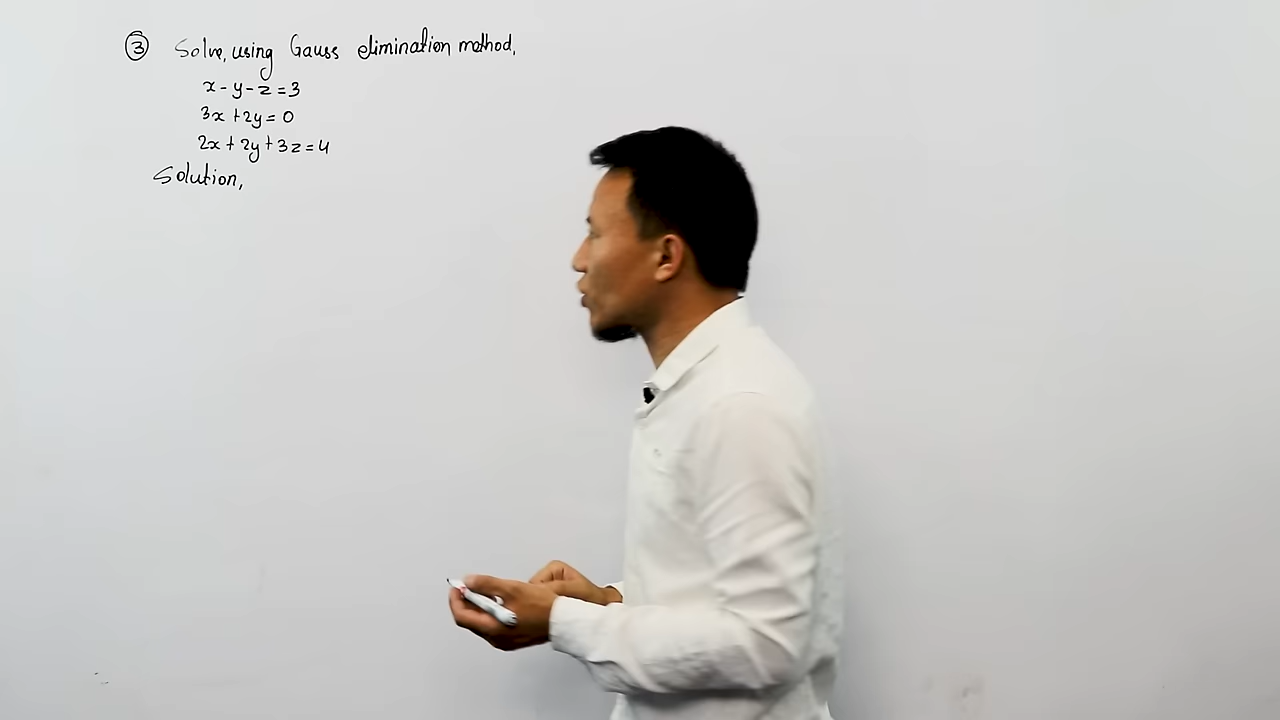 ③ Solve, using Gauss elimination method,
x - y - z = 3
3x + 2y = 0
2x + 2y + 3z = 4
Solution,